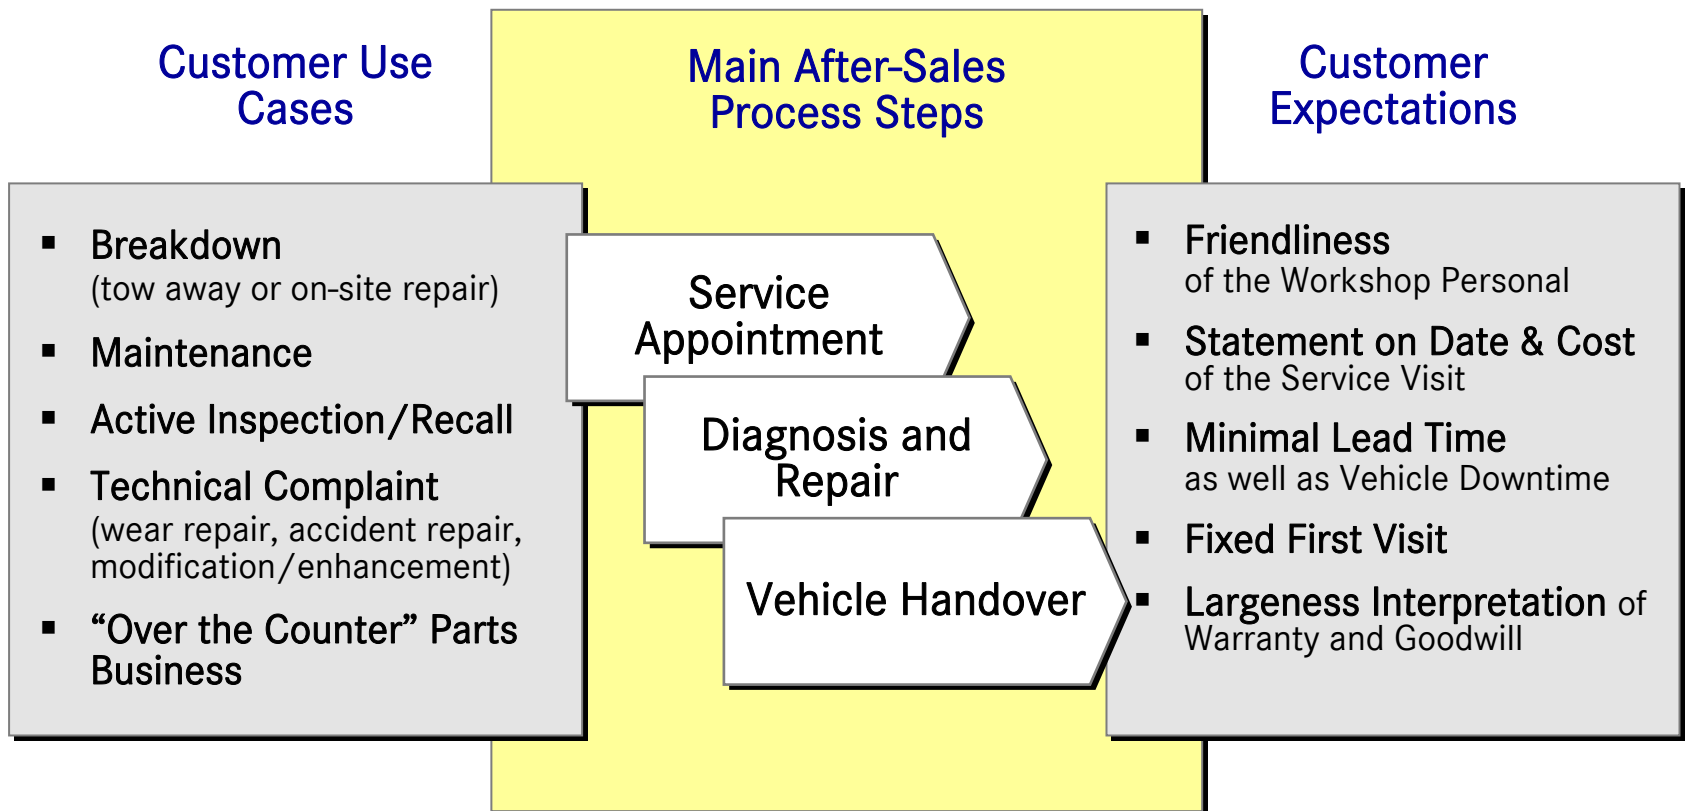 Customer Use
Cases
Main After-Sales
Process Steps
Customer
Expectations
▪ Breakdown
(tow away or on-site repair)
▪ Maintenance
▪ Active Inspection/Recall
▪ Technical Complaint
(wear repair, accident repair,
modification/enhancement)
▪ “Over the Counter” Parts
Business
Service
Appointment
Diagnosis and
Repair
Vehicle Handover
▪ Friendliness
of the Workshop Personal
▪ Statement on Date & Cost
of the Service Visit
▪ Minimal Lead Time
as well as Vehicle Downtime
▪ Fixed First Visit
▪ Largeness Interpretation of
Warranty and Goodwill